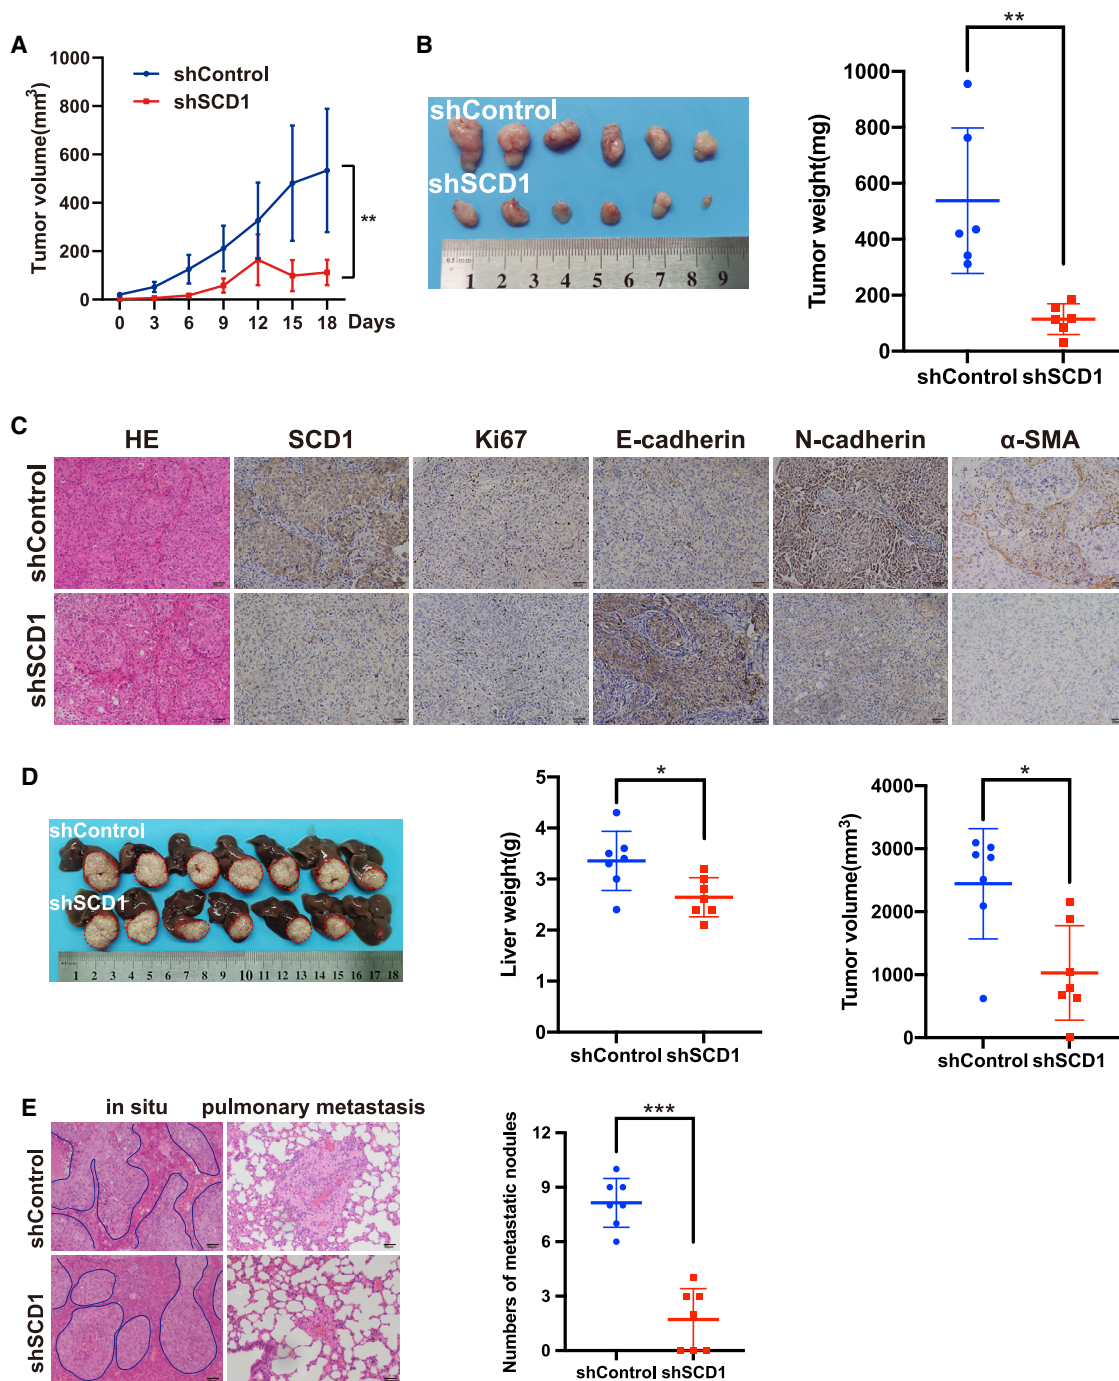 A
1000
800
600
400
200
0
Tumor volume(mm³)
shControl
shSCD1
**
0 3 6 9 12 15 18 Days
B
shControl
shSCD1
1 2 3 4 5 6 7 8 9
**
1000
800
600
400
200
0
Tumor weight(mg)
shControl shSCD1
C
HE SCD1 Ki67 E-cadherin N-cadherin α-SMA
shControl
shSCD1
D
shControl
shSCD1
1 2 3 4 5 6 7 8 9 10 11 12 13 14 15 16 17 18
*
5
4
3
2
1
0
Liver weight(g)
shControl shSCD1
*
4000
3000
2000
1000
0
Tumor volume(mm³)
shControl shSCD1
E
in situ pulmonary metastasis
shControl
shSCD1
***
12
9
6
3
0
Numbers of metastatic nodules
shControl shSCD1